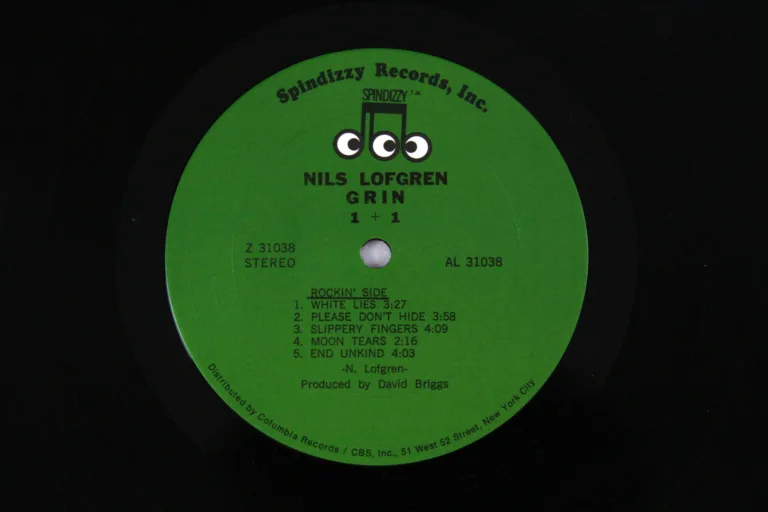 Spindizzy Records, Inc.
SPINDIZZY T.M.
NILS LOFGREN
GRIN
1 + 1
Z 31038
STEREO
AL 31038
ROCKIN' SIDE
1. WHITE LIES 3:27
2. PLEASE DON'T HIDE 3:58
3. SLIPPERY FINGERS 4:09
4. MOON TEARS 2:16
5. END UNKIND 4:03
-N. Lofgren-
Produced by David Briggs
Distributed by Columbia Records / CBS, Inc., 51 West 52 Street, New York City